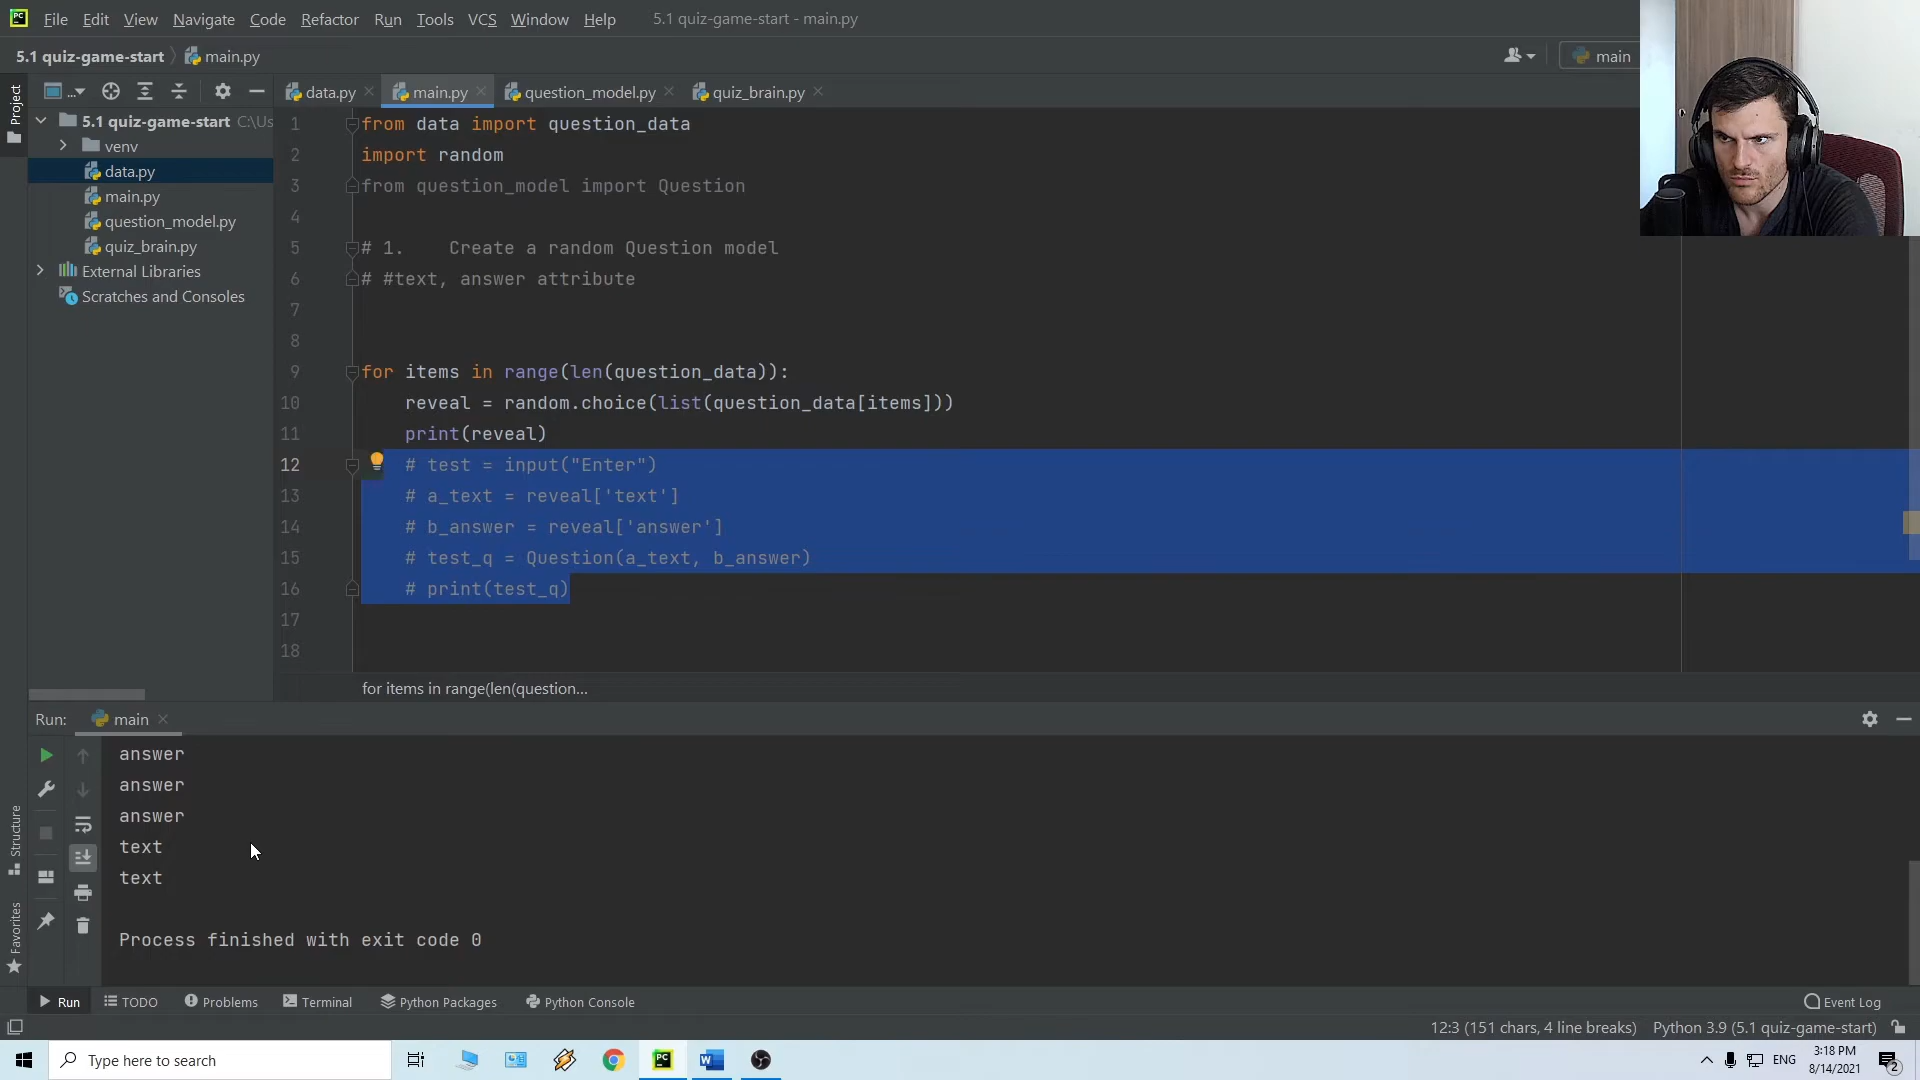 File Edit View Navigate Code Refactor Run Tools VCS Window Help 5.1 quiz-game-start - main.py
5.1 quiz-game-start main.py main
Project
... data.py main.py question_model.py quiz_brain.py
5.1 quiz-game-start C:\Us
venv
data.py
main.py
question_model.py
quiz_brain.py
External Libraries
Scratches and Consoles
1 from data import question_data
2 import random
3 from question_model import Question
4
5 # 1.    Create a random Question model
6 # #text, answer attribute
7
8
9 for items in range(len(question_data)):
10     reveal = random.choice(list(question_data[items]))
11     print(reveal)
12     # test = input("Enter")
13     # a_text = reveal['text']
14     # b_answer = reveal['answer']
15     # test_q = Question(a_text, b_answer)
16     # print(test_q)
17
18
for items in range(len(question...
Run: main
answer
answer
answer
text
text
Process finished with exit code 0
Structure
Favorites
Run TODO Problems Terminal Python Packages Python Console Event Log
12:3 (151 chars, 4 line breaks) Python 3.9 (5.1 quiz-game-start)
Type here to search
ENG 3:18 PM
8/14/2021
2